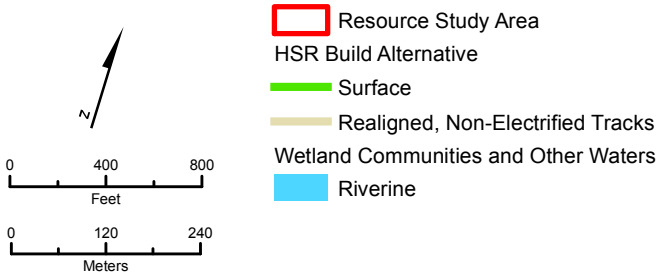 N
0 400 800
Feet
0 120 240
Meters
Resource Study Area
HSR Build Alternative
Surface
Realigned, Non-Electrified Tracks
Wetland Communities and Other Waters
Riverine